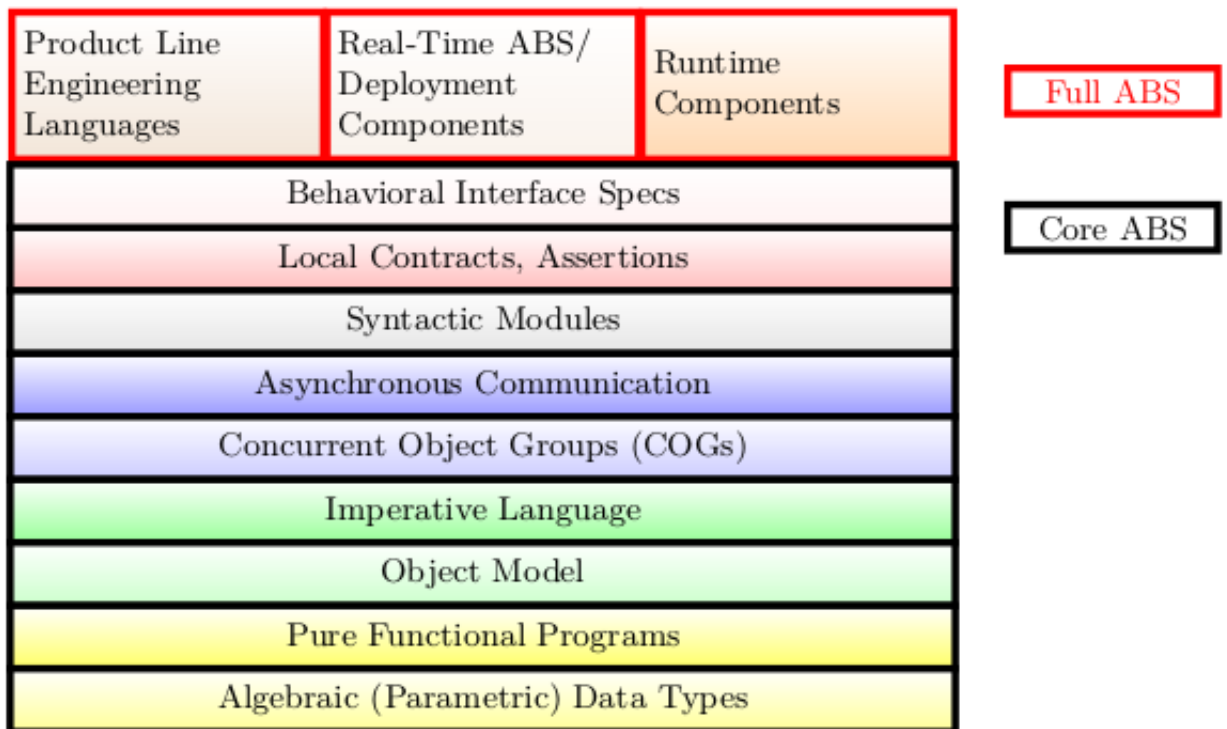 Product Line
Engineering
Languages
Real-Time ABS/
Deployment
Components
Runtime
Components
Full ABS
Behavioral Interface Specs
Core ABS
Local Contracts, Assertions
Syntactic Modules
Asynchronous Communication
Concurrent Object Groups (COGs)
Imperative Language
Object Model
Pure Functional Programs
Algebraic (Parametric) Data Types